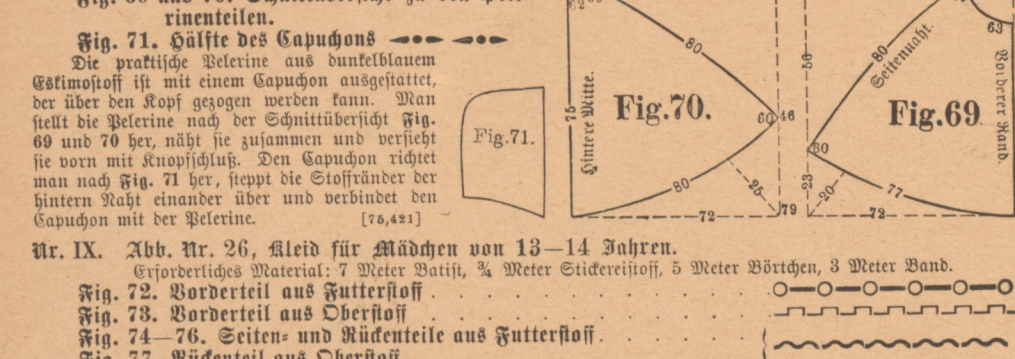 rinenteilen.
Fig. 71. Hälfte des Capuchons
Die praktische Pelerine aus dunkelblauem
Eskimostoff ist mit einem Capuchon ausgestattet,
der über den Kopf gezogen werden kann. Man
stellt die Pelerine nach der Schnittübersicht Fig.
69 und 70 her, näht sie zusammen und versieht
sie vorn mit Knopfschluß. Den Capuchon richtet
man nach Fig. 71 her, steppt die Stoffränder der
hintern Naht einander über und verbindet den
Capuchon mit der Pelerine. [75,421]
Fig.71.
80
75
Hintere Mitte.
Fig.70.
60
46
80
25
72
79
56
80
Seitennaht.
63
Vorderer Rand.
Fig.69
60
23
20
77
72
Nr. IX. Abb. Nr. 26, Kleid für Mädchen von 13—14 Jahren.
Erforderliches Material: 7 Meter Batist, ¾ Meter Stickereistoff, 5 Meter Börtchen, 3 Meter Band.
Fig. 72. Vorderteil aus Futterstoff
Fig. 73. Vorderteil aus Oberstoff
Fig. 74—76. Seiten- und Rückenteile aus Futterstoff
Fig. 77. Rückenteil aus Oberstoff